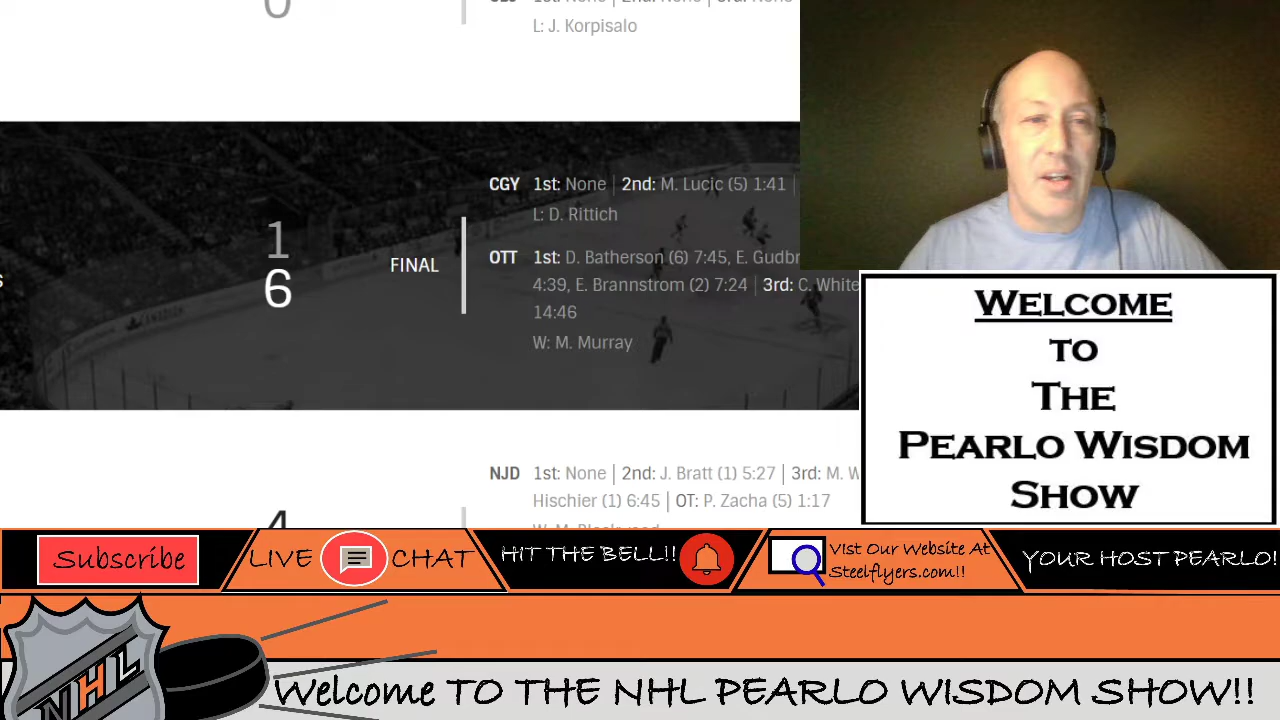 0
L: J. Korpisalo
1
6
FINAL
CGY 1st: None | 2nd: M. Lucic (5) 1:41 |
L: D. Rittich
OTT 1st: D. Batherson (6) 7:45, E. Gudbr
4:39, E. Brannstrom (2) 7:24 | 3rd: C. White
14:46
W: M. Murray
NJD 1st: None | 2nd: J. Bratt (1) 5:27 | 3rd: M. W
Hischier (1) 6:45 | OT: P. Zacha (5) 1:17
4
WELCOME
TO
THE
PEARLO WISDOM
SHOW
Subscribe
LIVE CHAT
HIT THE BELL!!
VIst Our Website At
Steelflyers.com!!
YOUR HOST PEARLO!
NHL
Welcome TO THE NHL PEARLO WISDOM SHOW!!